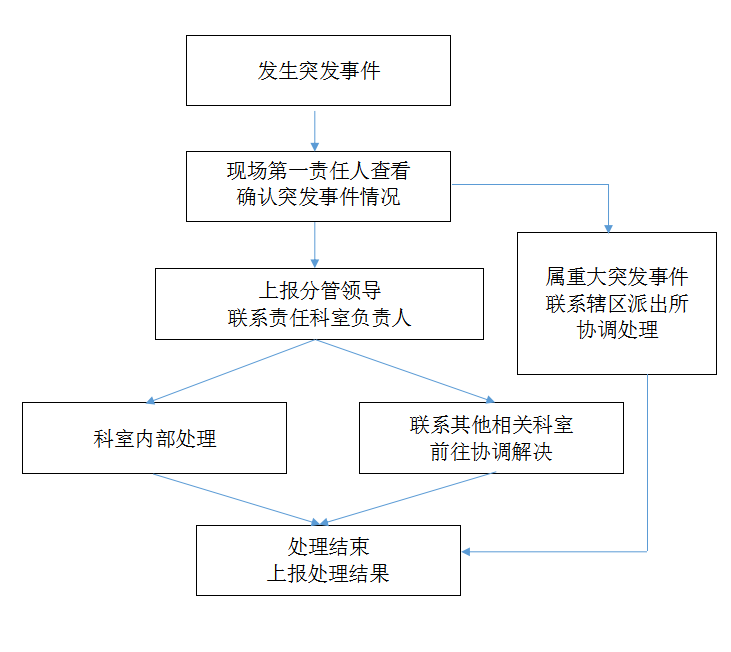 发生突发事件
现场第一责任人查看
确认突发事件情况
属重大突发事件
联系辖区派出所
协调处理
上报分管领导
联系责任科室负责人
科室内部处理
联系其他相关科室
前往协调解决
处理结束
上报处理结果